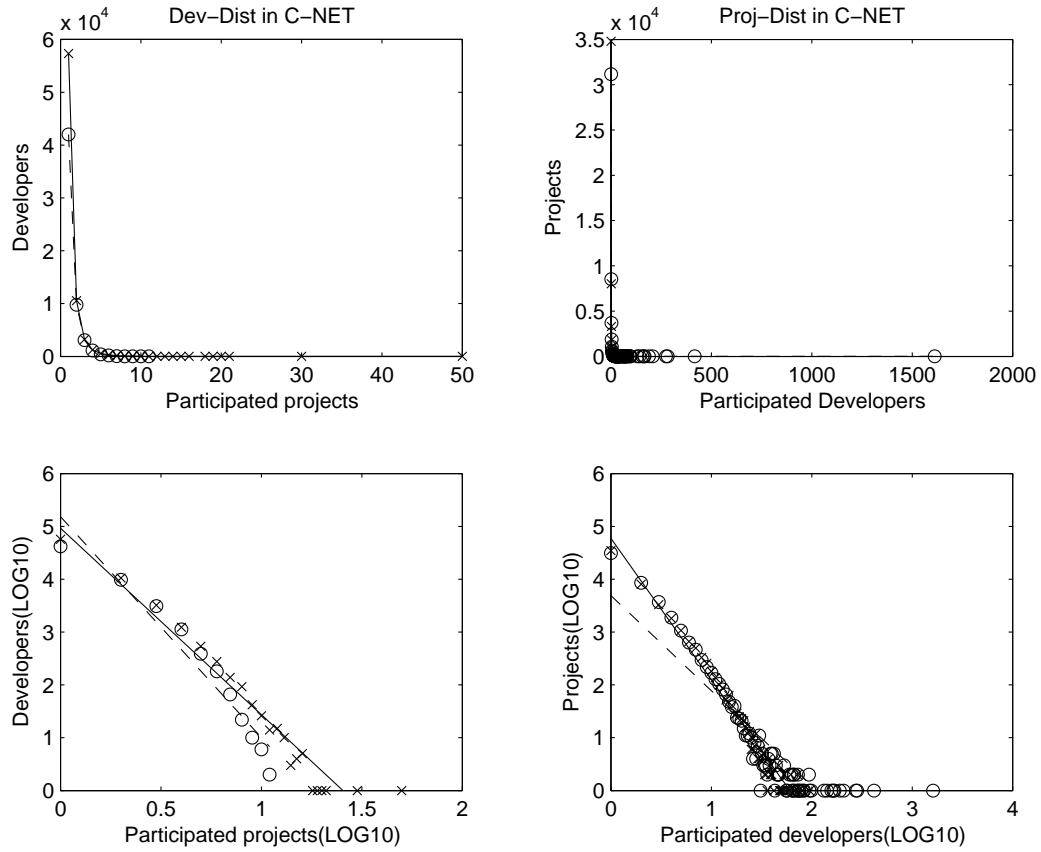 Dev−Dist in C−NET
x 10^4
6
5
4
3
2
1
0
0 10 20 30 40 50
Developers
Participated projects
Proj−Dist in C−NET
x 10^4
3.5
3
2.5
2
1.5
1
0.5
0
0 500 1000 1500 2000
Projects
Participated Developers
6
5
4
3
2
1
0
0 0.5 1 1.5 2
Developers(LOG10)
Participated projects(LOG10)
6
5
4
3
2
1
0
0 1 2 3 4
Projects(LOG10)
Participated developers(LOG10)